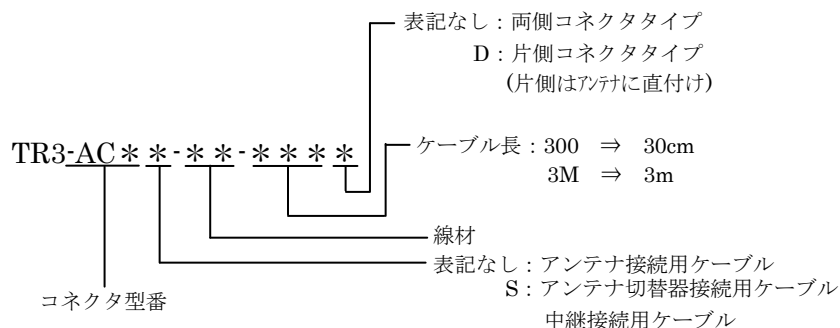 表記なし：両側コネクタタイプ
D：片側コネクタタイプ
(片側はアンテナに直付け)
TR3-AC＊＊-＊＊-＊＊＊＊
ケーブル長：300 ⇒ 30cm
3M ⇒ 3m
線材
表記なし：アンテナ接続用ケーブル
S：アンテナ切替器接続用ケーブル
中継接続用ケーブル
コネクタ型番